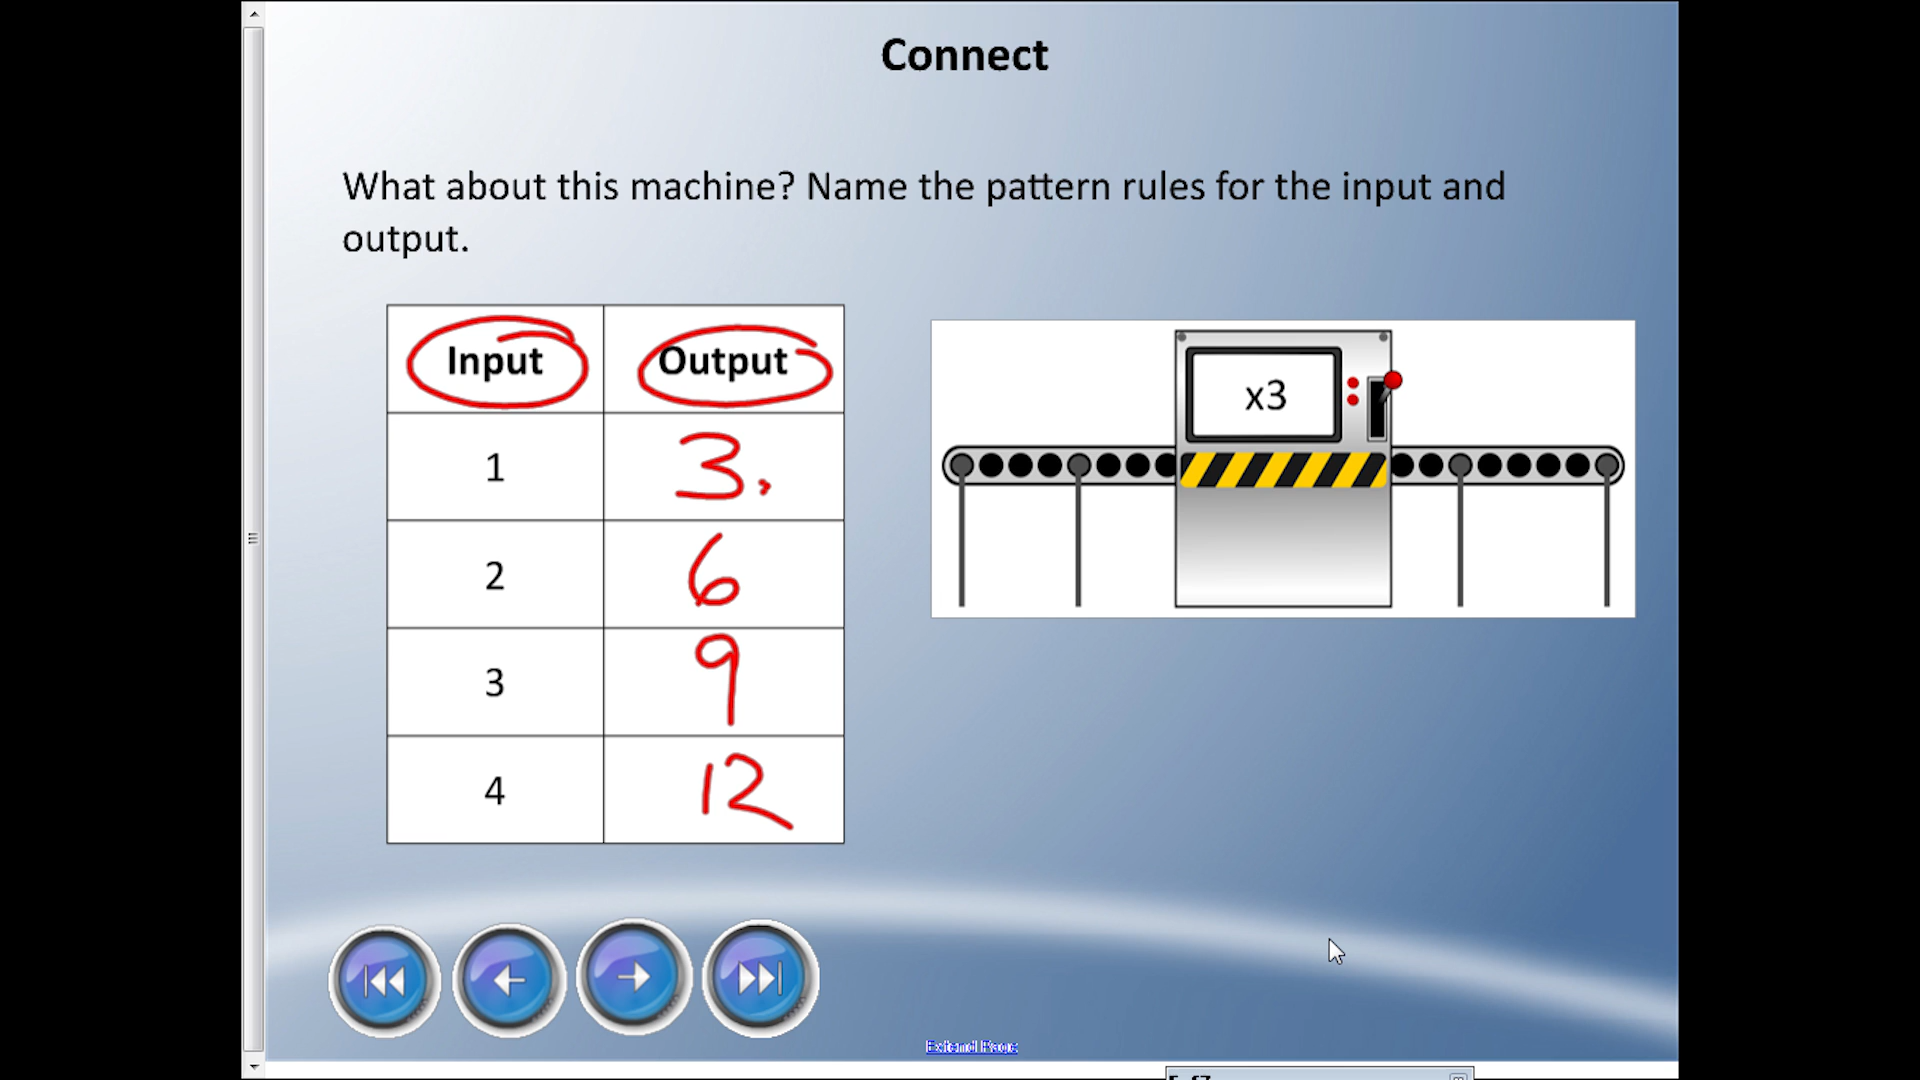 Connect
What about this machine? Name the pattern rules for the input and
output.
Input Output
1 3,
2 6
3 9
4 12
x3
Extend Page